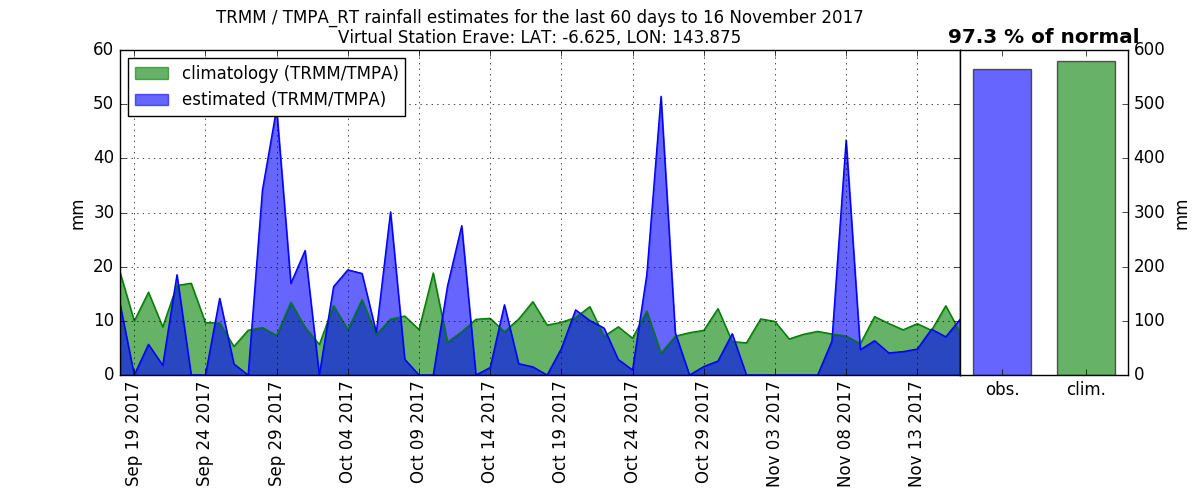 TRMM / TMPA_RT rainfall estimates for the last 60 days to 16 November 2017
Virtual Station Erave: LAT: -6.625, LON: 143.875
97.3 % of normal
climatology (TRMM/TMPA)
estimated (TRMM/TMPA)
mm
60
50
40
30
20
10
0
Sep 19 2017
Sep 24 2017
Sep 29 2017
Oct 04 2017
Oct 09 2017
Oct 14 2017
Oct 19 2017
Oct 24 2017
Oct 29 2017
Nov 03 2017
Nov 08 2017
Nov 13 2017
obs.
clim.
600
500
400
300
200
100
0
mm